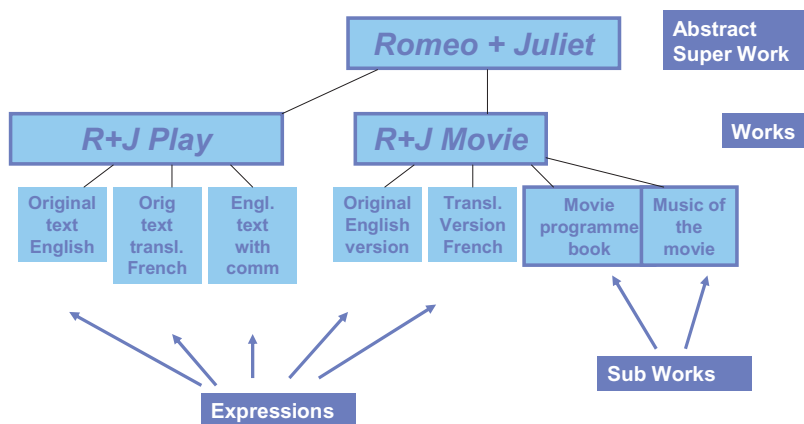 Romeo + Juliet
Abstract
Super Work
R+J Play
R+J Movie
Works
Original
text
English
Orig
text
transl.
French
Engl.
text
with
comm
Original
English
version
Transl.
Version
French
Movie
programme
book
Music of
the
movie
Expressions
Sub Works